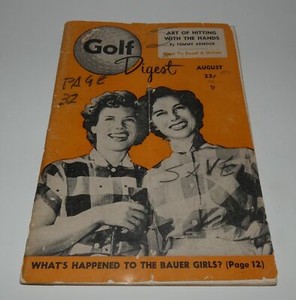 ART OF HITTING
WITH THE HANDS
By TOMMY ARMOUR
Golf
Digest
AUGUST
25¢
PAGE
32
SAVE
WHAT'S HAPPENED TO THE BAUER GIRLS? (Page 12)